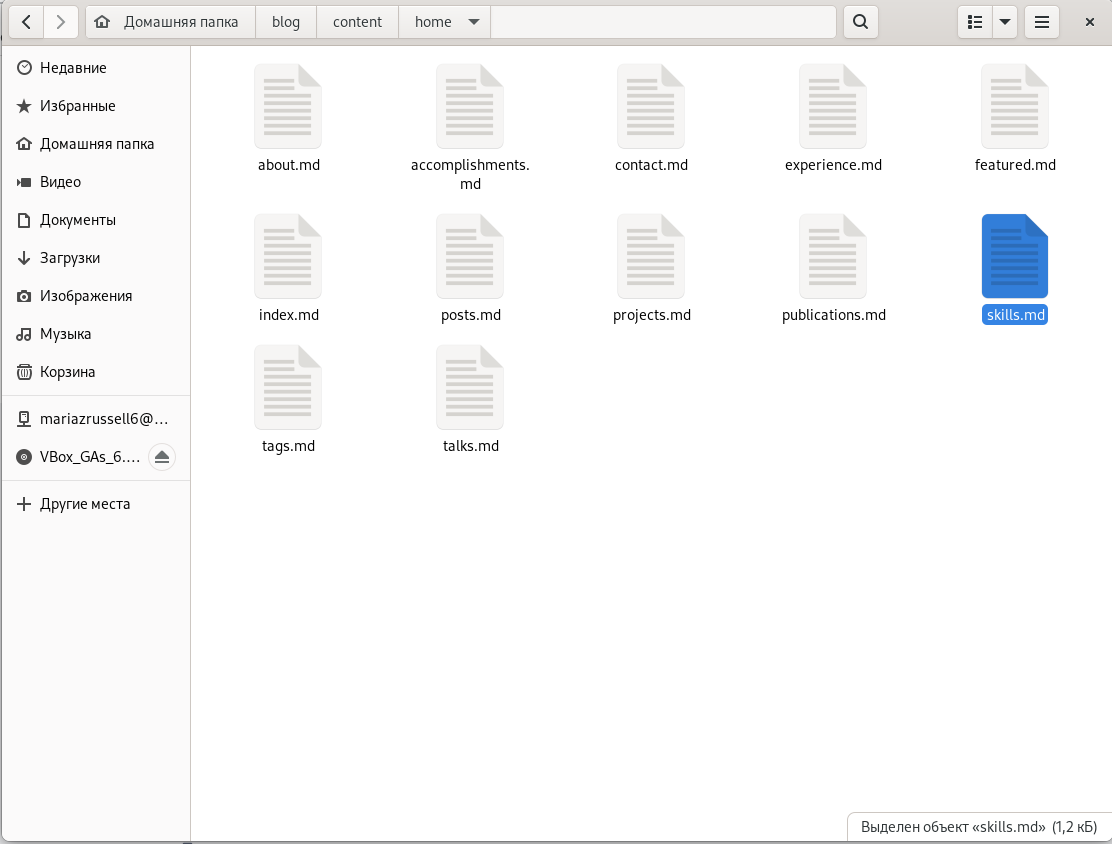 Домашняя папка blog content home
Недавние
Избранные
Домашняя папка
Видео
Документы
Загрузки
Изображения
Музыка
Корзина
mariazrussell6@...
VBox_GAs_6....
Другие места
about.md
accomplishments.
md
contact.md
experience.md
featured.md
index.md
posts.md
projects.md
publications.md
skills.md
tags.md
talks.md
Выделен объект «skills.md» (1,2 кБ)